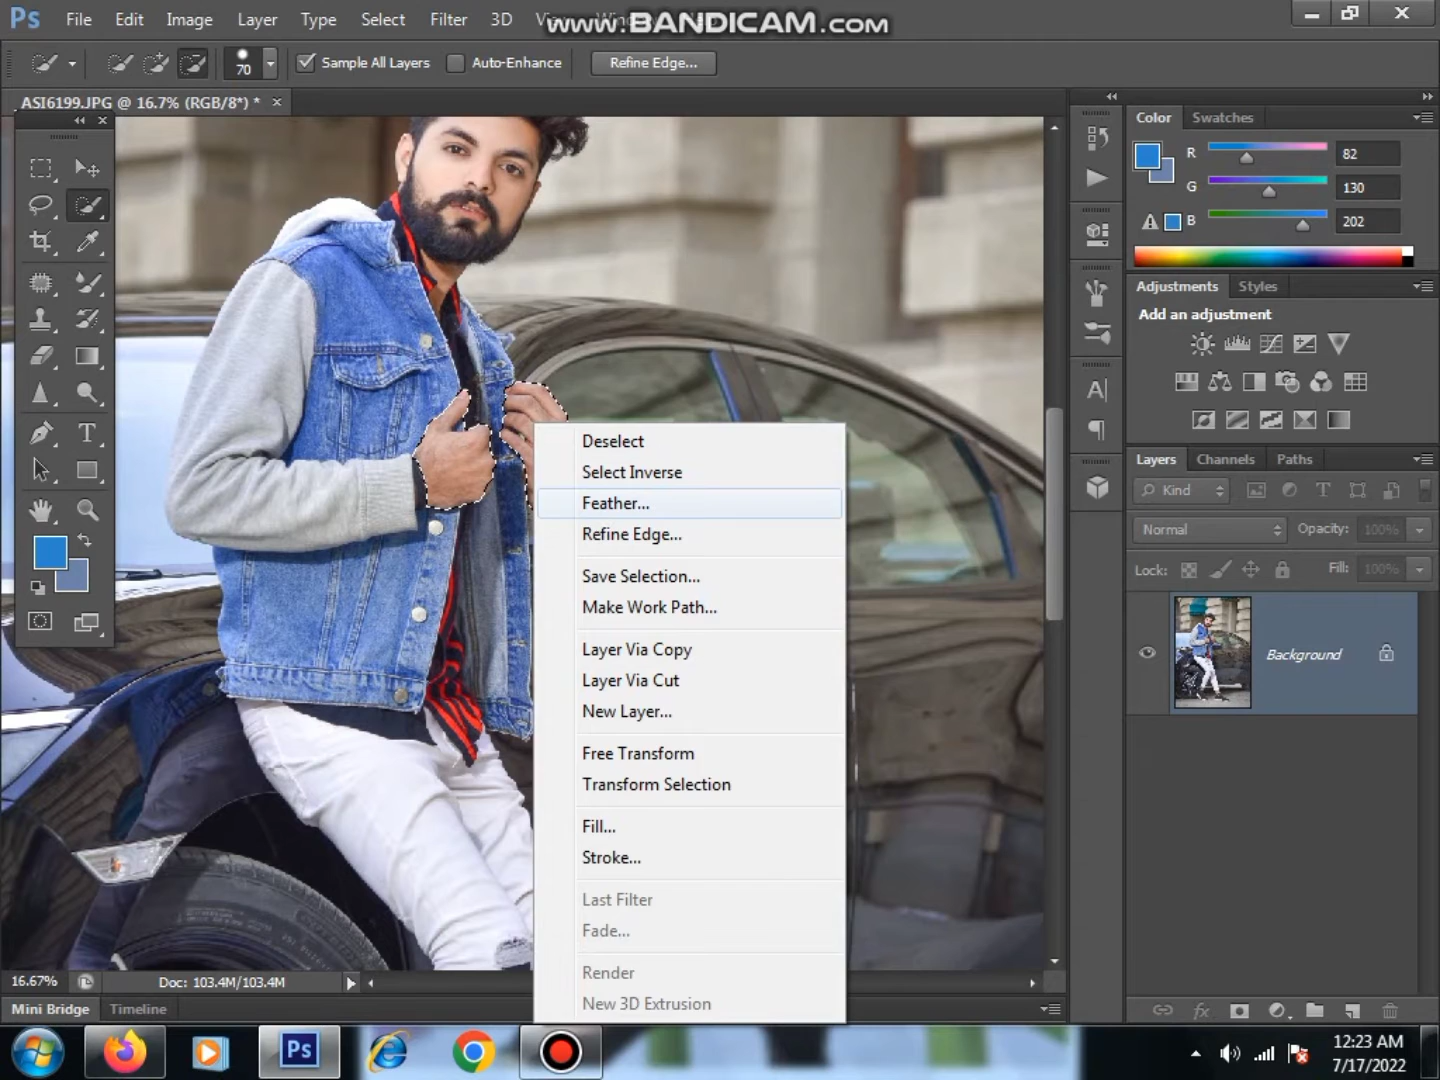 Ps File Edit Image Layer Type Select Filter 3D
www.BANDICAM.com
70 Sample All Layers Auto-Enhance Refine Edge...
ASI6199.JPG @ 16.7% (RGB/8*) * ×
Color Swatches
R 82
G 130
B 202
Adjustments Styles
Add an adjustment
Deselect
Select Inverse
Feather...
Refine Edge...
Save Selection...
Make Work Path...
Layer Via Copy
Layer Via Cut
New Layer...
Free Transform
Transform Selection
Fill...
Stroke...
Last Filter
Fade...
Render
New 3D Extrusion
Layers Channels Paths
Kind
Normal Opacity: 100%
Lock: Fill: 100%
Background
16.67% Doc: 103.4M/103.4M
Mini Bridge Timeline
Ps
12:23 AM
7/17/2022